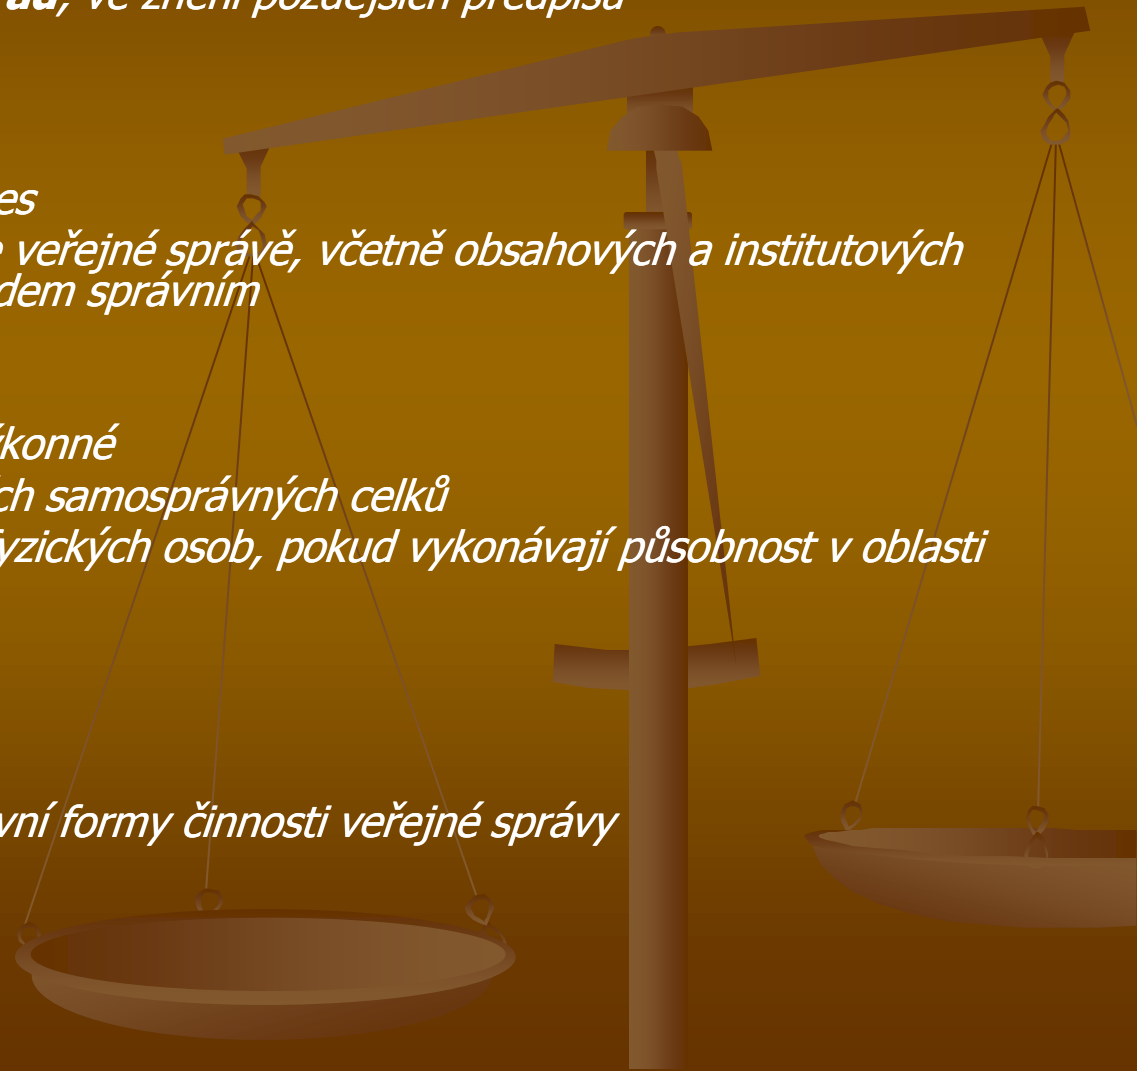 ád, ve znění pozdějších předpisů
es
veřejné správě, včetně obsahových a institutových
dem správním
ýkonné
ch samosprávných celků
fyzických osob, pokud vykonávají působnost v oblasti
vní formy činnosti veřejné správy